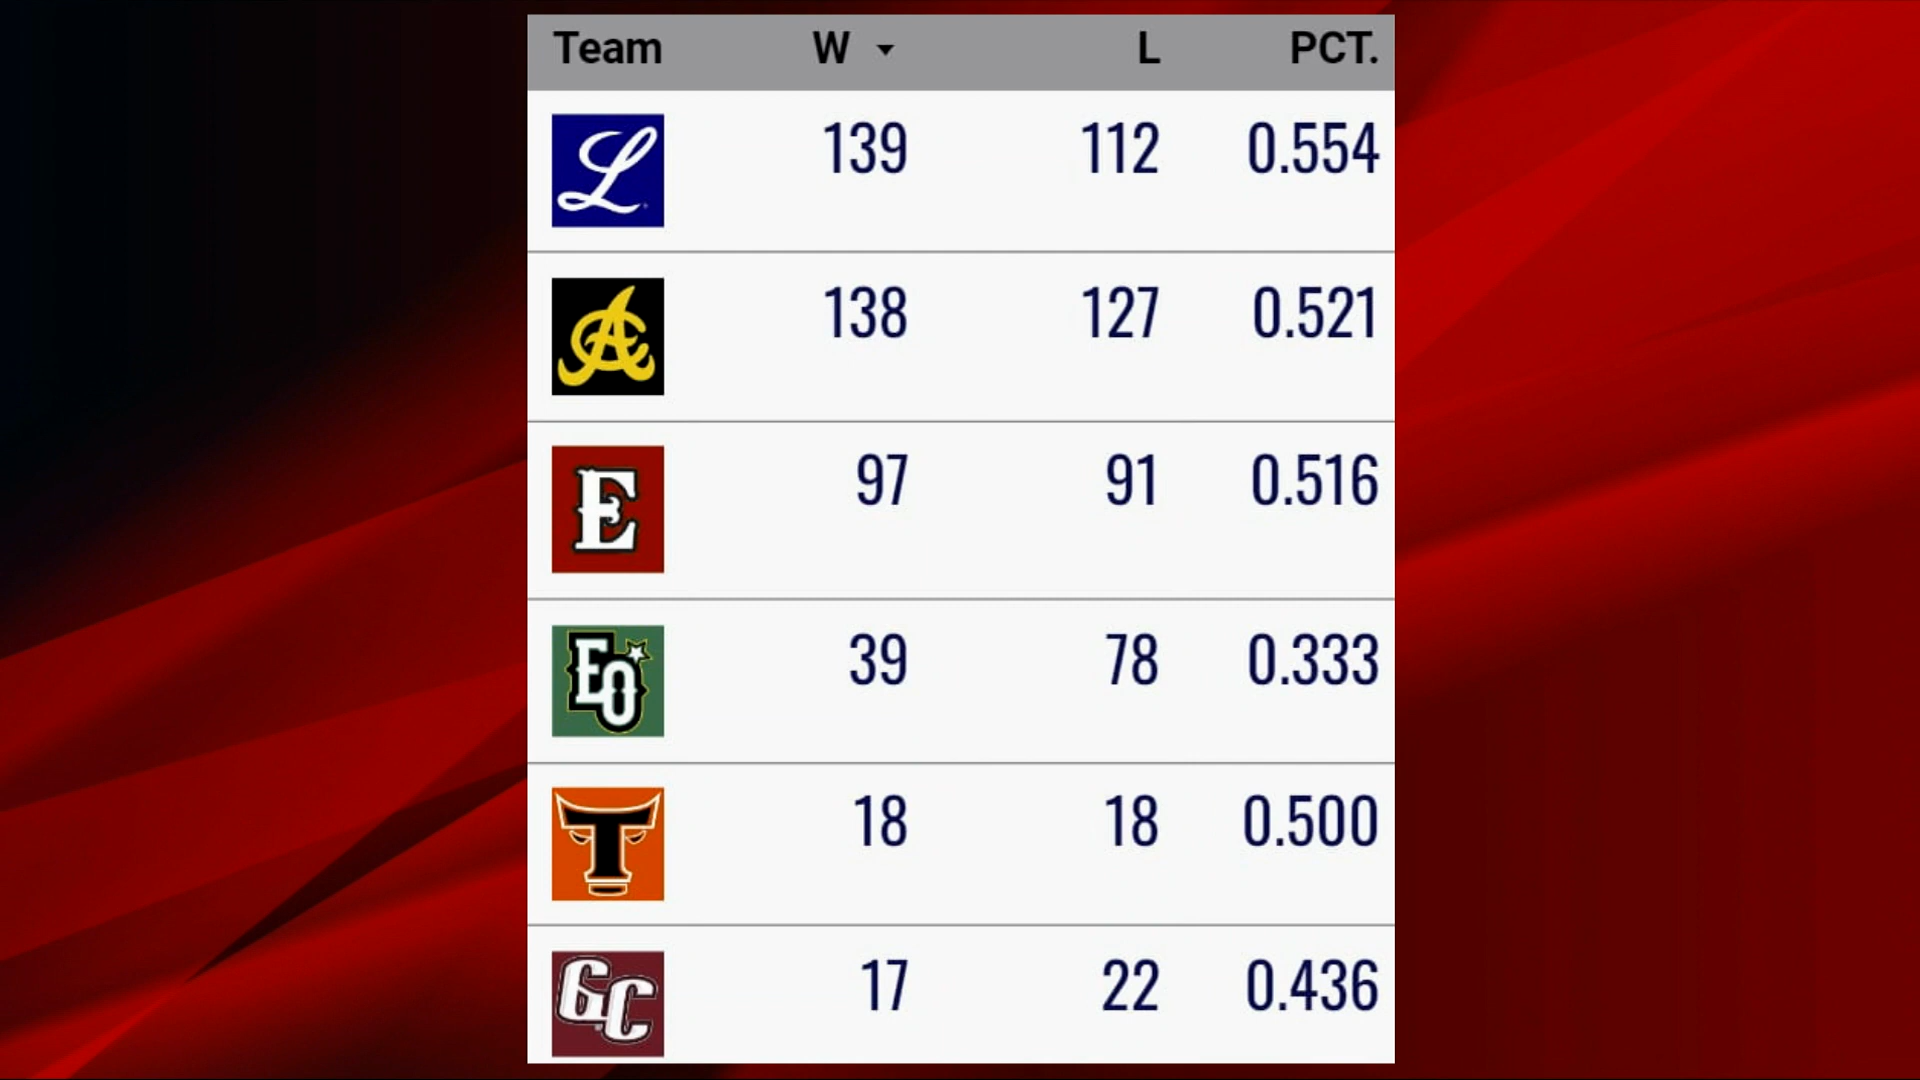 Team W L PCT.
L 139 112 0.554
AC 138 127 0.521
E 97 91 0.516
EO 39 78 0.333
T 18 18 0.500
GC 17 22 0.436